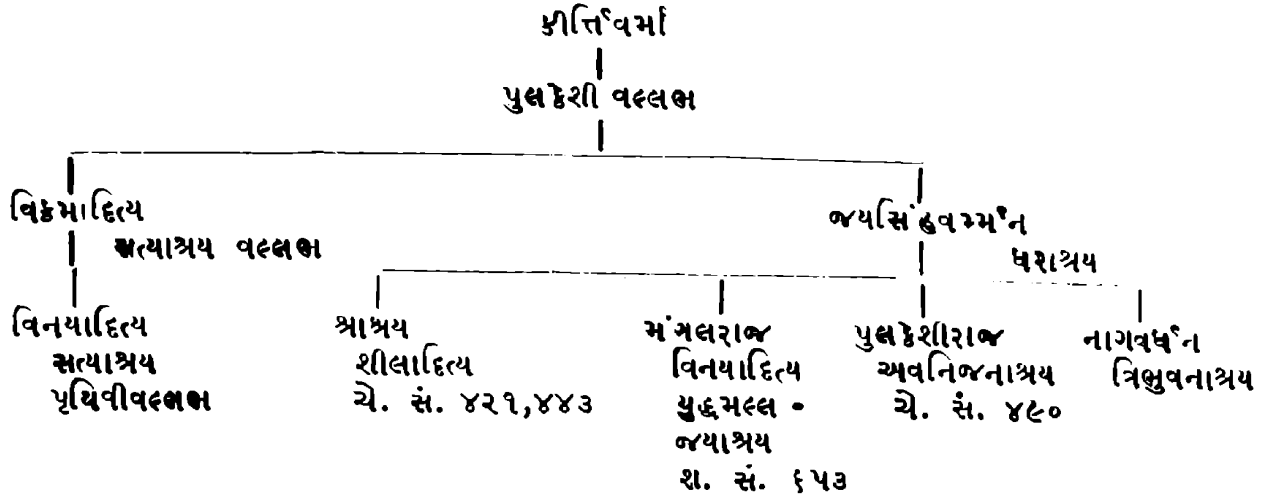 કીર્ત્તિવર્મા
પુલકેશી વલ્લભ
વિક્રમાદિત્ય
સત્યાશ્રય વલ્લભ
જયસિંહવર્મ્મન
ધરાશ્રય
વિનયાદિત્ય
સત્યાશ્રય
પૃથિવીવલ્લભ
શ્રાશ્રય
શીલાદિત્ય
ચે. સં. ૪૨૧,૪૪૩
મંગલરાજ
વિનયાદિત્ય
યુદ્ધમલ્લ
જયાશ્રય
શ. સં. ૬૫૩
પુલકેશીરાજ
અવનિજનાશ્રય
ચે. સં. ૪૯૦
નાગવર્ધન
ત્રિભુવનાશ્રય